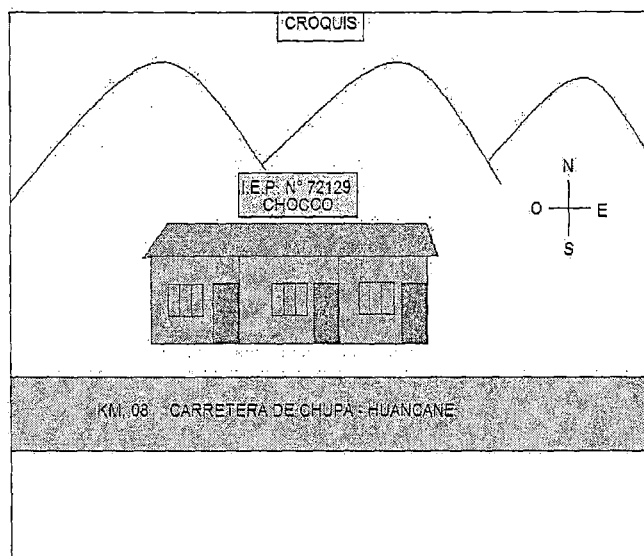 CROQUIS
I.E.P. N° 72129
CHOCCO
N
O E
S
KM. 08 CARRETERA DE CHUPA - HUANCANE